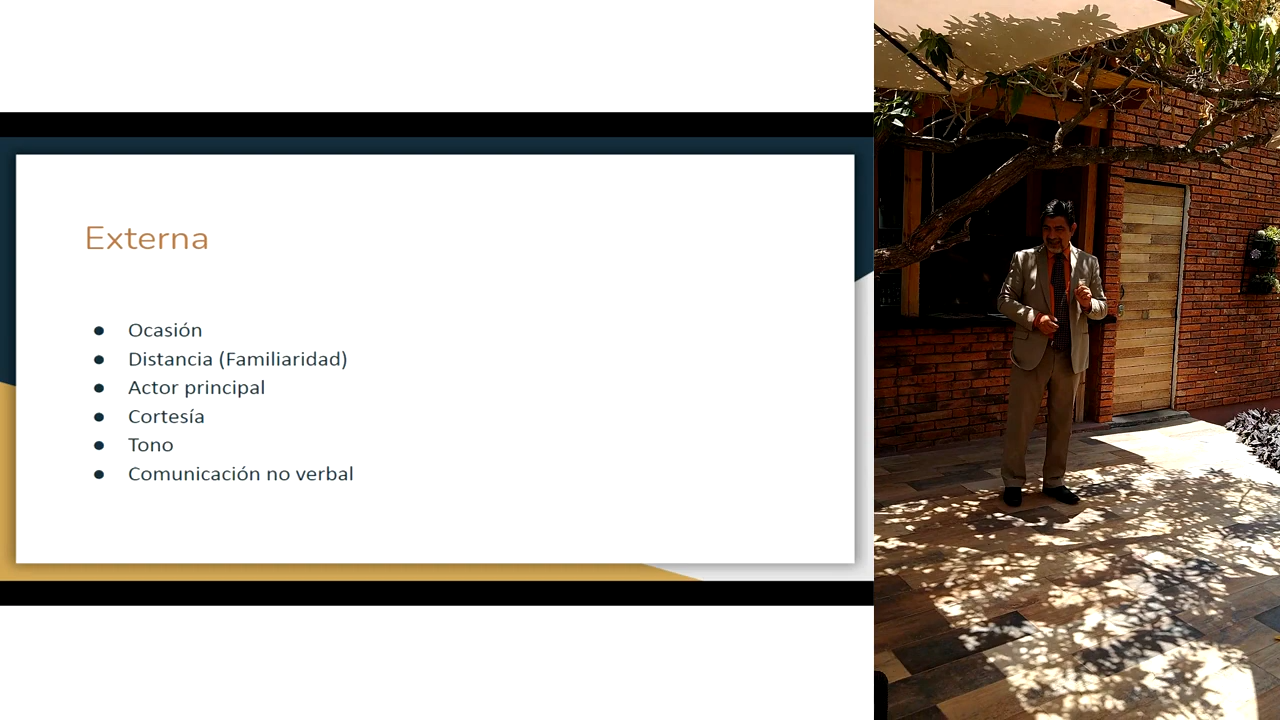 Externa
● Ocasión
● Distancia (Familiaridad)
● Actor principal
● Cortesía
● Tono
● Comunicación no verbal